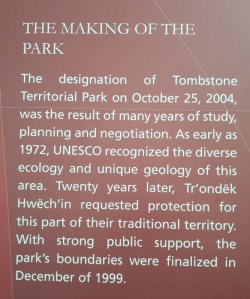 THE MAKING OF THE
PARK
The designation of Tombstone
Territorial Park on October 25, 2004,
was the result of many years of study,
planning and negotiation. As early as
1972, UNESCO recognized the diverse
ecology and unique geology of this
area. Twenty years later, Tr'ondëk
Hwëch'in requested protection for
this part of their traditional territory.
With strong public support, the
park's boundaries were finalized in
December of 1999.